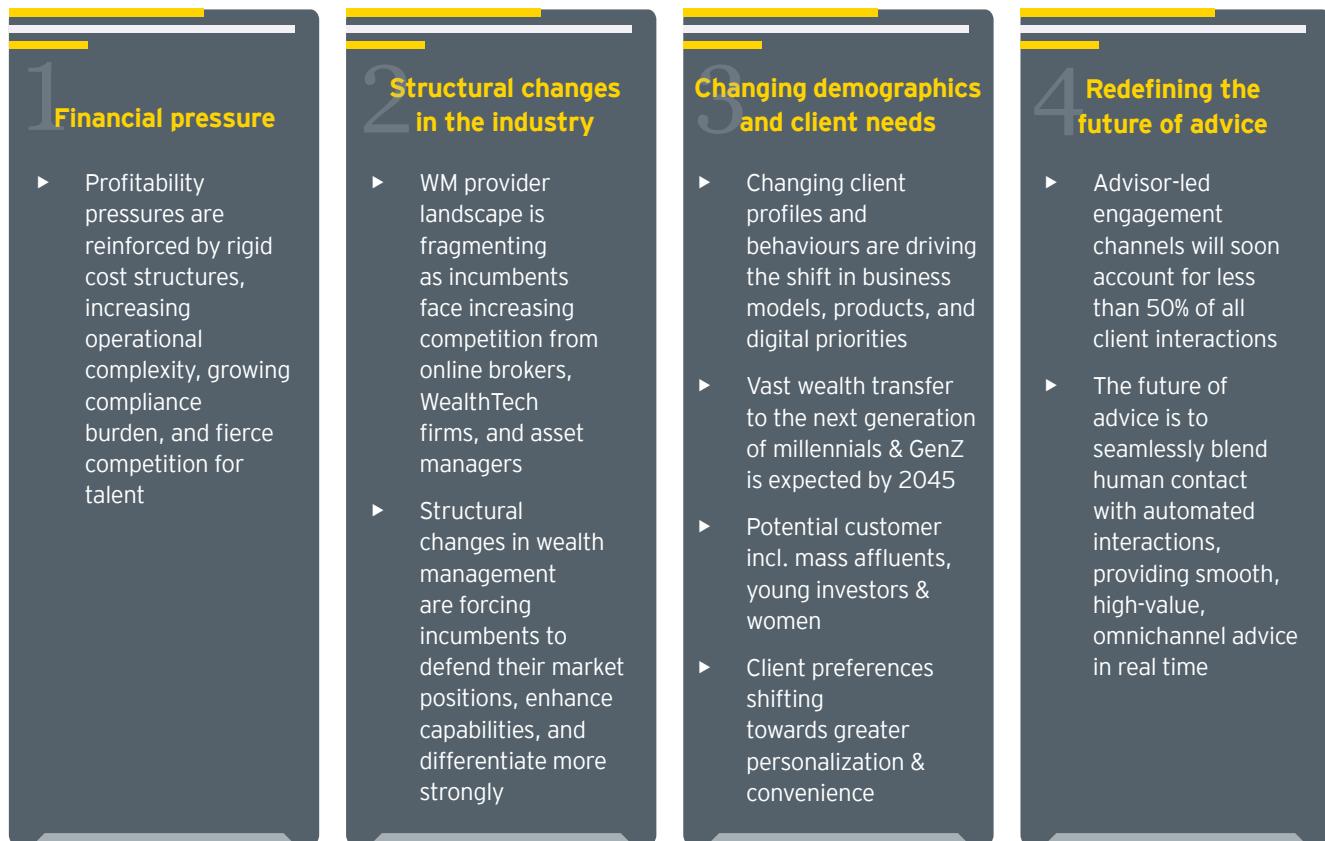 1
Financial pressure
▶ Profitability
pressures are
reinforced by rigid
cost structures,
increasing
operational
complexity, growing
compliance
burden, and fierce
competition for
talent
2
Structural changes
in the industry
▶ WM provider
landscape is
fragmenting
as incumbents
face increasing
competition from
online brokers,
WealthTech
firms, and asset
managers
▶ Structural
changes in wealth
management
are forcing
incumbents to
defend their market
positions, enhance
capabilities, and
differentiate more
strongly
3
Changing demographics
and client needs
▶ Changing client
profiles and
behaviours are driving
the shift in business
models, products, and
digital priorities
▶ Vast wealth transfer
to the next generation
of millennials & GenZ
is expected by 2045
▶ Potential customer
incl. mass affluents,
young investors &
women
▶ Client preferences
shifting
towards greater
personalization &
convenience
4
Redefining the
future of advice
▶ Advisor-led
engagement
channels will soon
account for less
than 50% of all
client interactions
▶ The future of
advice is to
seamlessly blend
human contact
with automated
interactions,
providing smooth,
high-value,
omnichannel advice
in real time